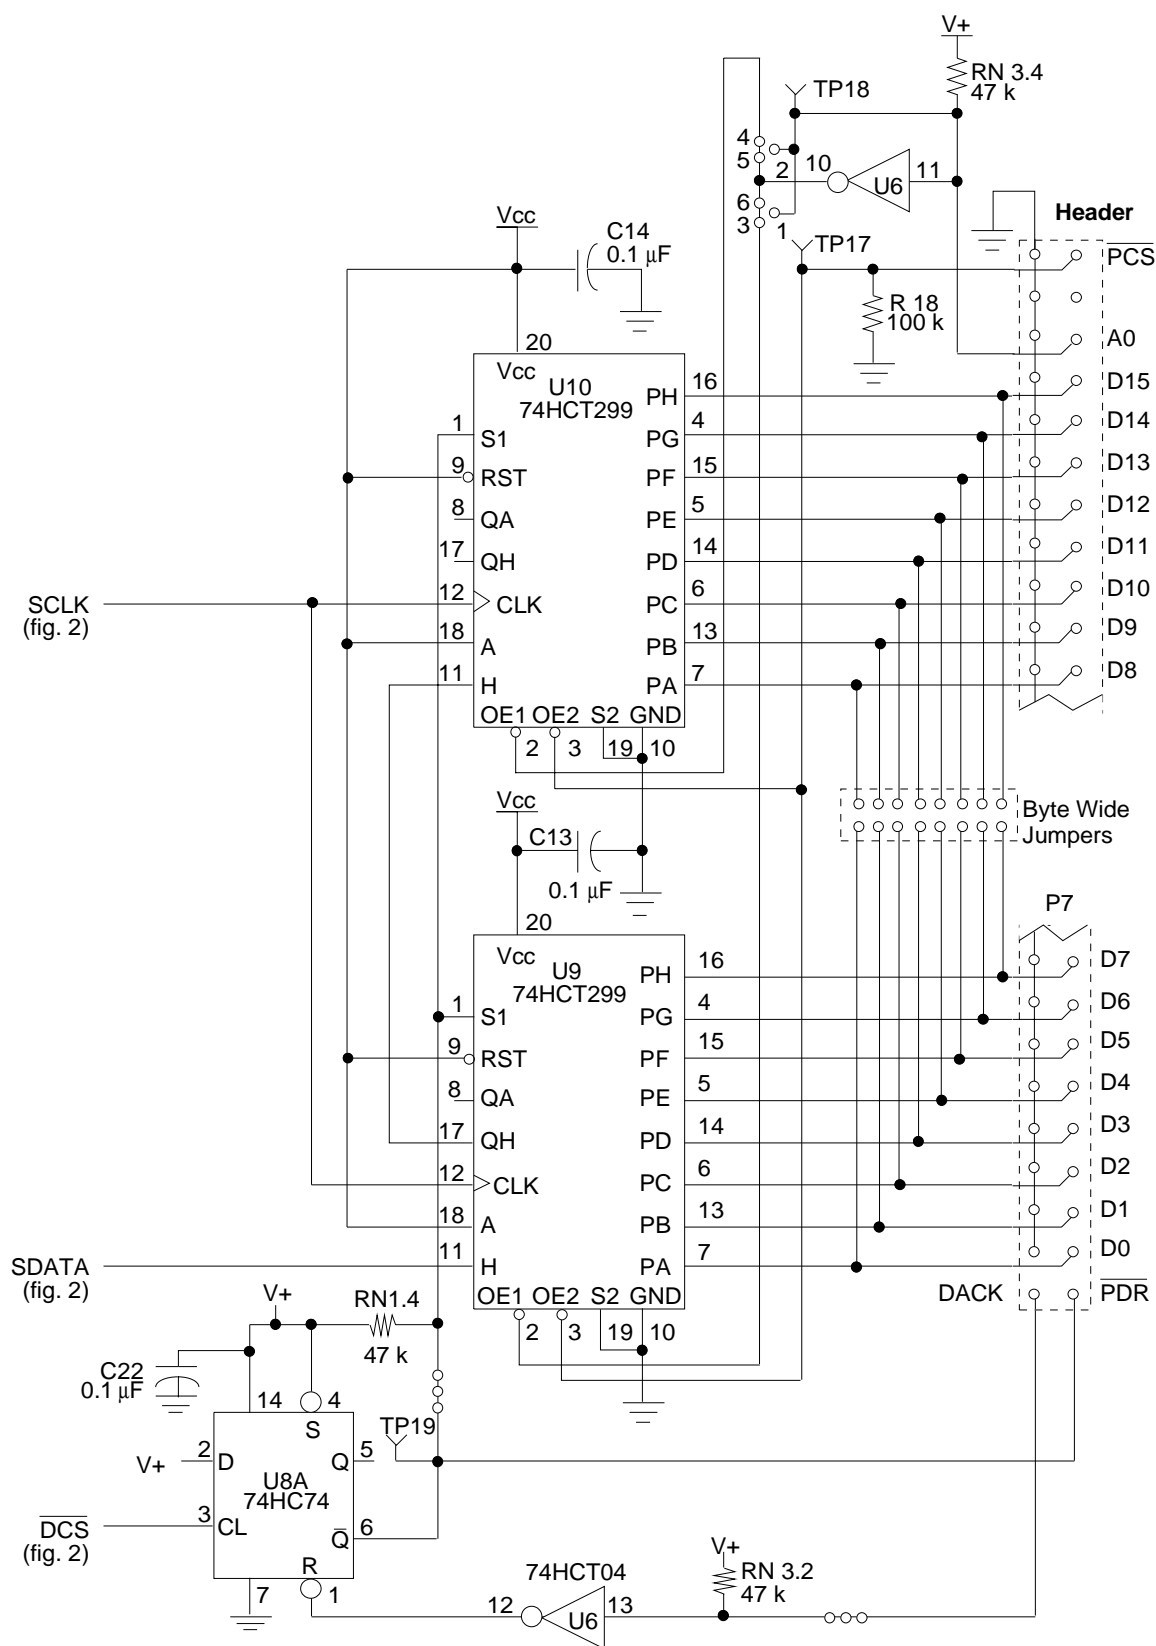 V+
RN 3.4
47 k
TP18
4
5
2
10
U6
11
6
3
1
TP17
Header
PCS
Vcc
C14
0.1 µF
R 18
100 k
A0
20
Vcc
U10
74HCT299
PH
16
D15
1
S1
PG
4
D14
9
RST
PF
15
D13
8
QA
PE
5
D12
17
QH
PD
14
D11
SCLK
(fig. 2)
12
CLK
PC
6
D10
18
A
PB
13
D9
11
H
PA
7
D8
OE1 OE2 S2 GND
2
3
19
10
Vcc
C13
0.1 µF
Byte Wide
Jumpers
P7
20
Vcc
U9
74HCT299
PH
16
D7
1
S1
PG
4
D6
9
RST
PF
15
D5
8
QA
PE
5
D4
17
QH
PD
14
D3
12
CLK
PC
6
D2
18
A
PB
13
D1
SDATA
(fig. 2)
11
H
PA
7
D0
OE1 OE2 S2 GND
2
3
19
10
DACK
PDR
V+
RN1.4
47 k
C22
0.1 µF
14
4
S
TP19
V+
2
D
Q
5
U8A
74HC74
DCS
(fig. 2)
3
CL
Q
6
R
7
1
74HCT04
12
U6
13
V+
RN 3.2
47 k